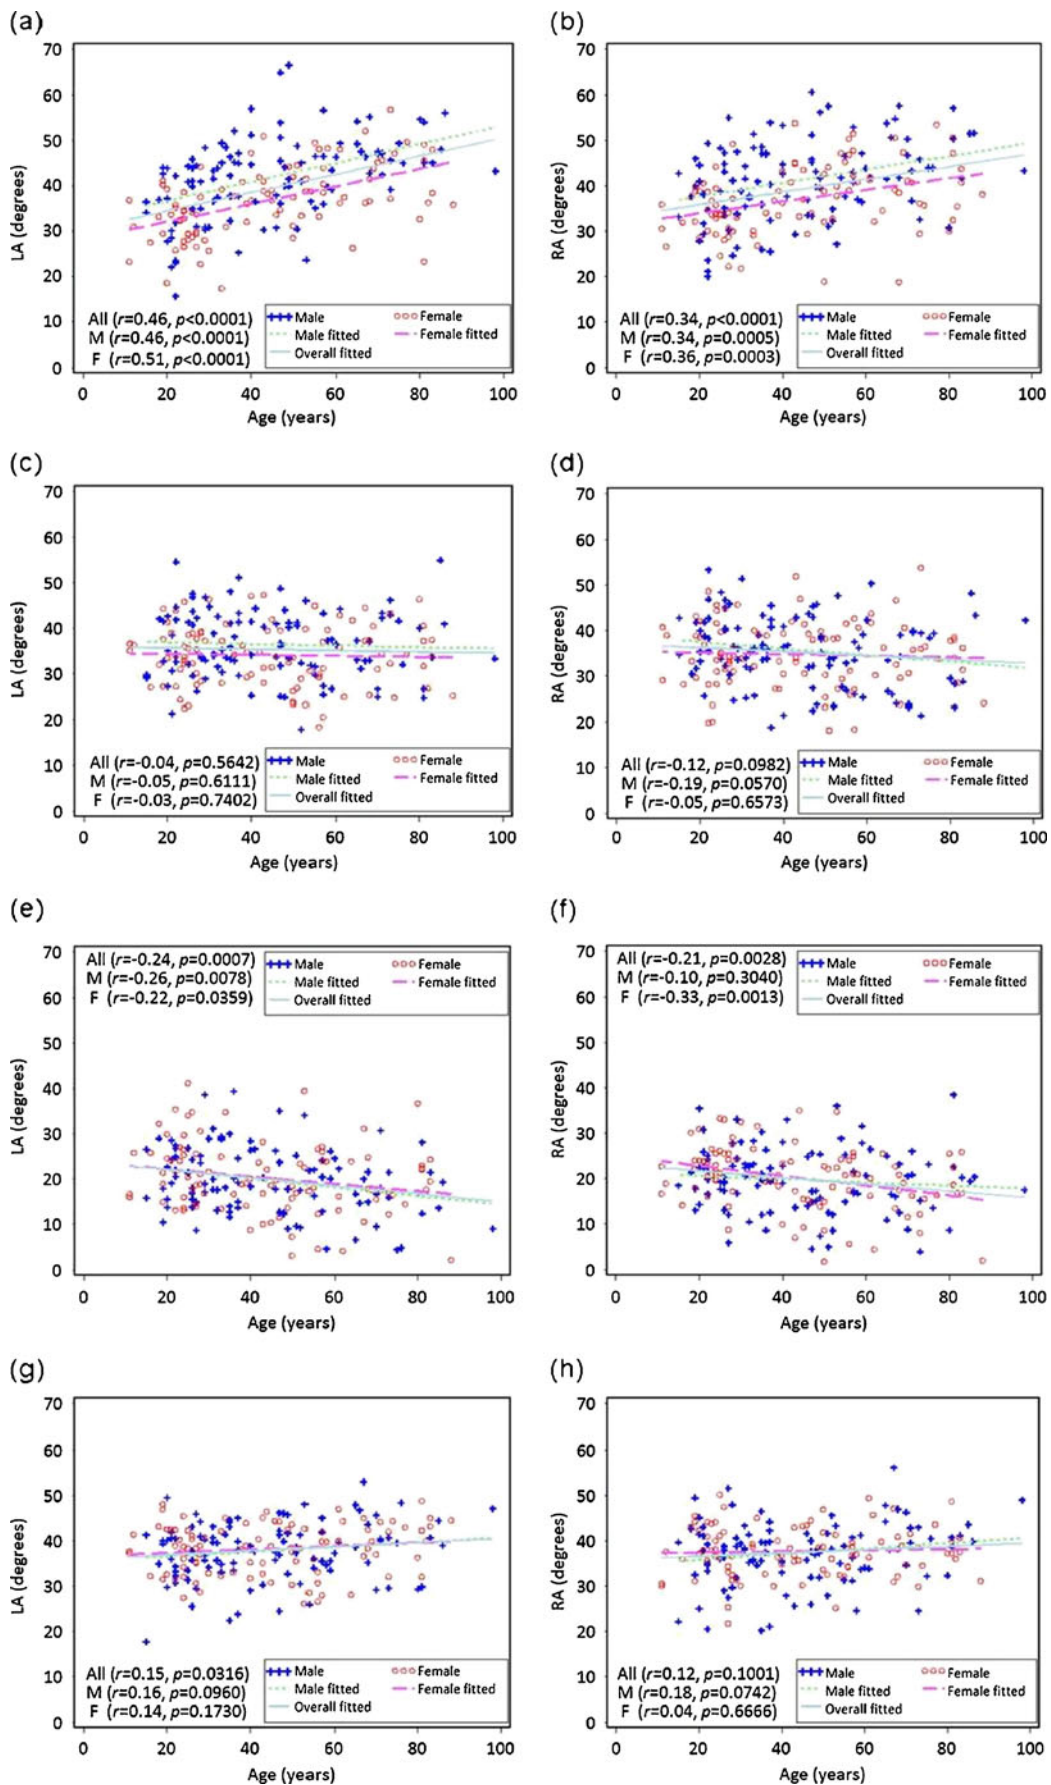 (a)
70
60
50
40
30
20
10
0
LA (degrees)
All (r=0.46, p<0.0001)
M (r=0.46, p<0.0001)
F (r=0.51, p<0.0001)
Male
Female
Male fitted
Female fitted
Overall fitted
0 20 40 60 80 100
Age (years)
(b)
70
60
50
40
30
20
10
0
RA (degrees)
All (r=0.34, p<0.0001)
M (r=0.34, p=0.0005)
F (r=0.36, p=0.0003)
Male
Female
Male fitted
Female fitted
Overall fitted
0 20 40 60 80 100
Age (years)
(c)
70
60
50
40
30
20
10
0
LA (degrees)
All (r=-0.04, p=0.5642)
M (r=-0.05, p=0.6111)
F (r=-0.03, p=0.7402)
Male
Female
Male fitted
Female fitted
Overall fitted
0 20 40 60 80 100
Age (years)
(d)
70
60
50
40
30
20
10
0
RA (degrees)
All (r=-0.12, p=0.0982)
M (r=-0.19, p=0.0570)
F (r=-0.05, p=0.6573)
Male
Female
Male fitted
Female fitted
Overall fitted
0 20 40 60 80 100
Age (years)
(e)
70
60
50
40
30
20
10
0
LA (degrees)
All (r=-0.24, p=0.0007)
M (r=-0.26, p=0.0078)
F (r=-0.22, p=0.0359)
Male
Female
Male fitted
Female fitted
Overall fitted
0 20 40 60 80 100
Age (years)
(f)
70
60
50
40
30
20
10
0
RA (degrees)
All (r=-0.21, p=0.0028)
M (r=-0.10, p=0.3040)
F (r=-0.33, p=0.0013)
Male
Female
Male fitted
Female fitted
Overall fitted
0 20 40 60 80 100
Age (years)
(g)
70
60
50
40
30
20
10
0
LA (degrees)
All (r=0.15, p=0.0316)
M (r=0.16, p=0.0960)
F (r=0.14, p=0.1730)
Male
Female
Male fitted
Female fitted
Overall fitted
0 20 40 60 80 100
Age (years)
(h)
70
60
50
40
30
20
10
0
RA (degrees)
All (r=0.12, p=0.1001)
M (r=0.18, p=0.0742)
F (r=0.04, p=0.6666)
Male
Female
Male fitted
Female fitted
Overall fitted
0 20 40 60 80 100
Age (years)